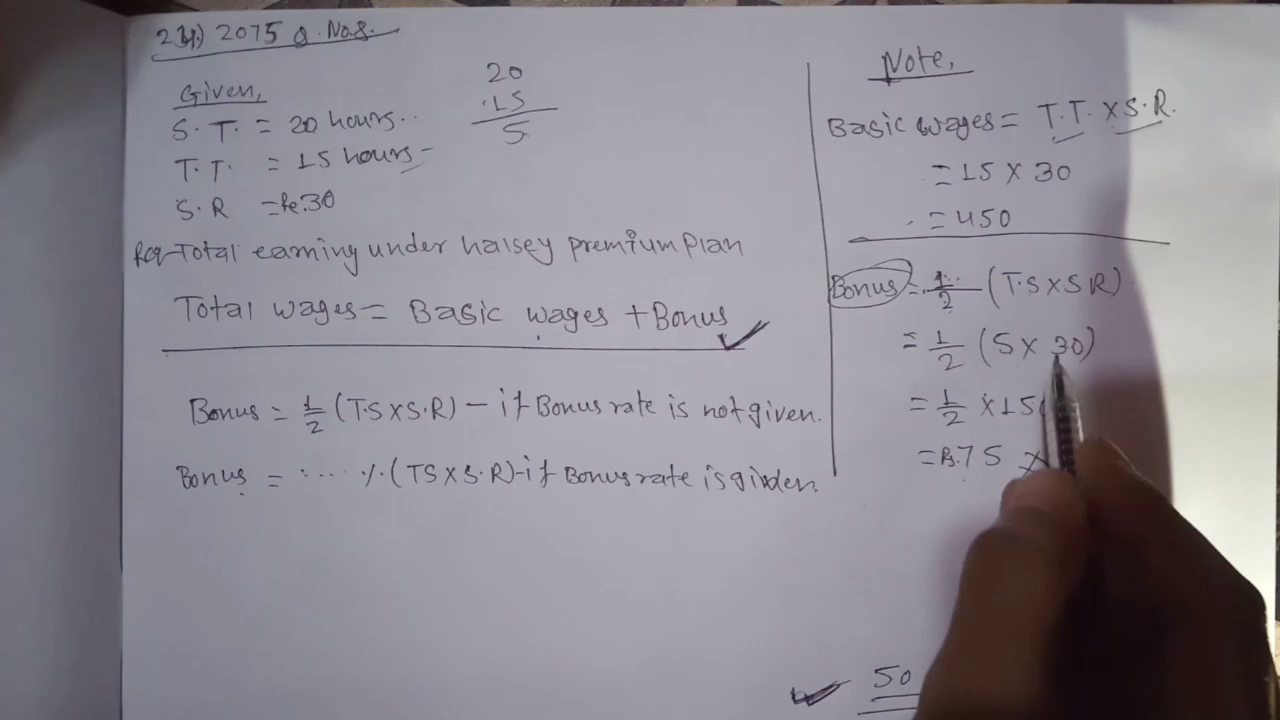 24) 2075 Q.No.8.
Given,
S.T. = 20 hours..
T.T. = 15 hours
S.R = Re.30
20
15
5
Req-Total earning under halsey premium plan
Total wages = Basic wages + Bonus
Bonus = 1/2 (T.S X S.R) - if Bonus rate is not given.
Bonus = .... %. (TS X S.R) - if Bonus rate is given.
Note,
Basic wages = T.T. X S.R.
= 15 X 30
= 450
Bonus = 1/2 (T.S X S R)
= 1/2 (5 X 30)
= 1/2 X 15
= Rs.75
50